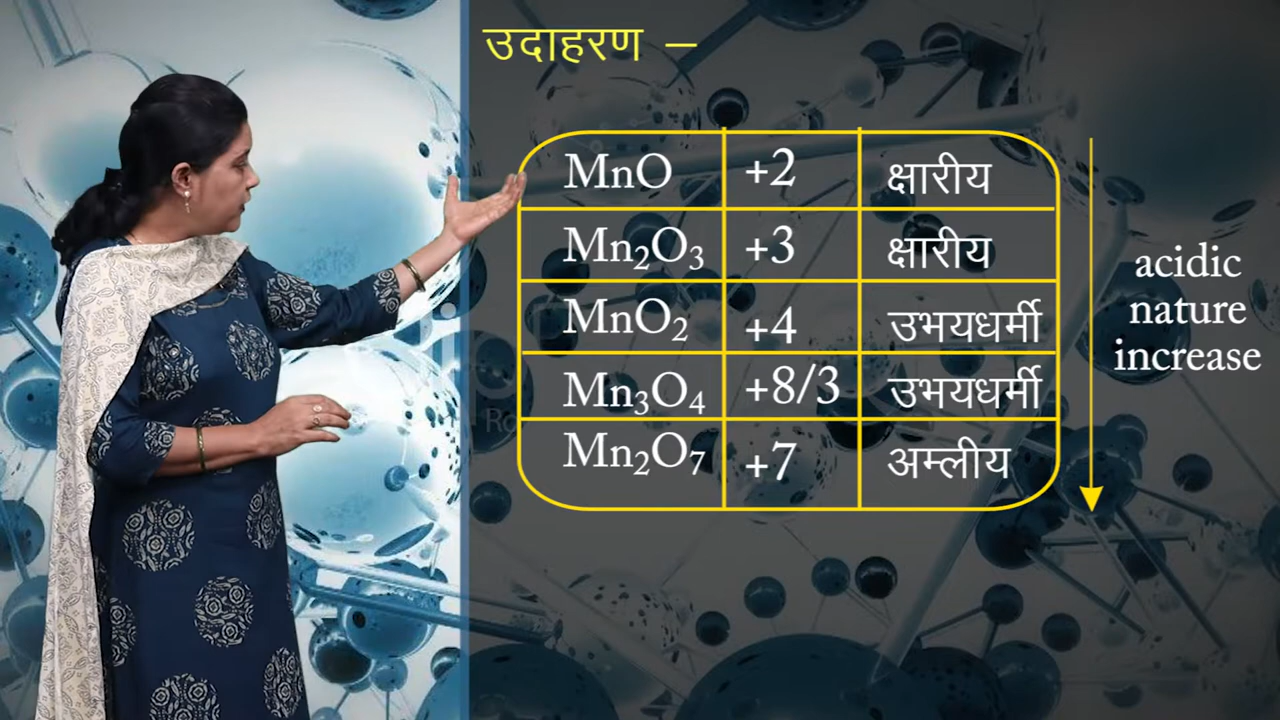 उदाहरण –
MnO +2 क्षारीय
Mn₂O₃ +3 क्षारीय
MnO₂ +4 उभयधर्मी
Mn₃O₄ +8/3 उभयधर्मी
Mn₂O₇ +7 अम्लीय
acidic
nature
increase